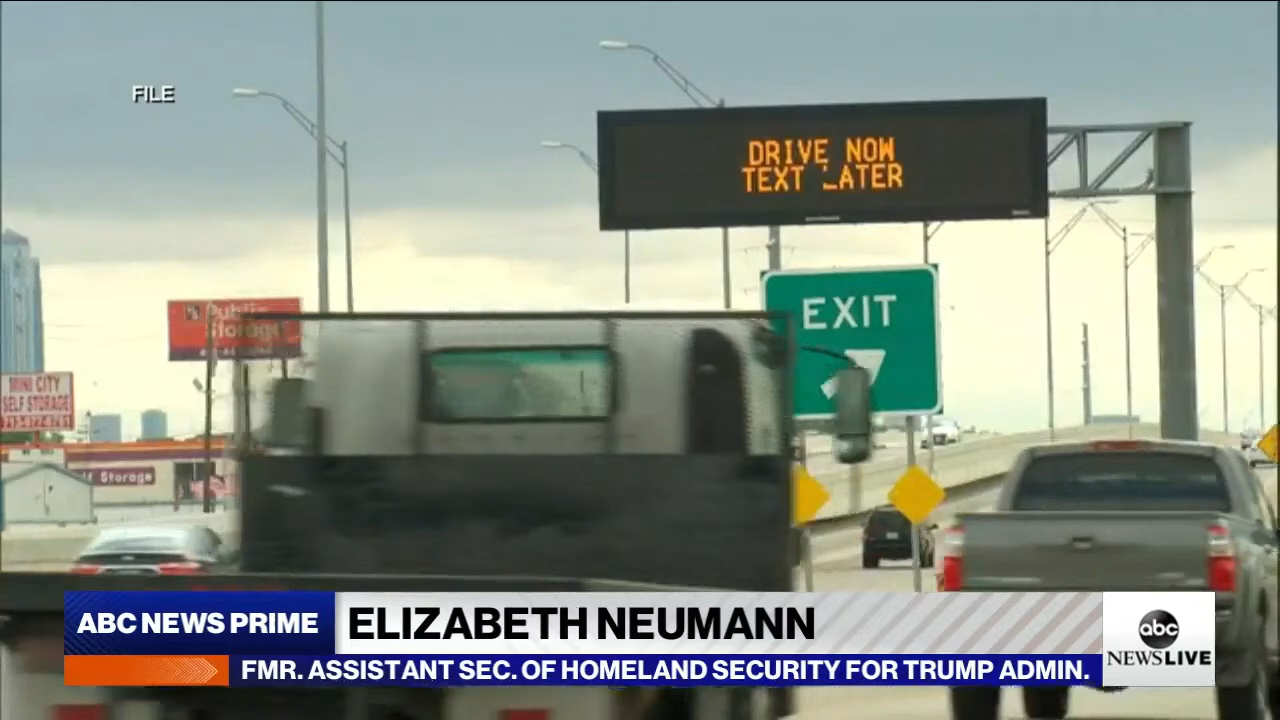 FILE
DRIVE NOW
TEXT LATER
EXIT
Public
Storage
MINI CITY
SELF STORAGE
Storage
ABC NEWS PRIME
ELIZABETH NEUMANN
FMR. ASSISTANT SEC. OF HOMELAND SECURITY FOR TRUMP ADMIN.
abc
NEWSLIVE